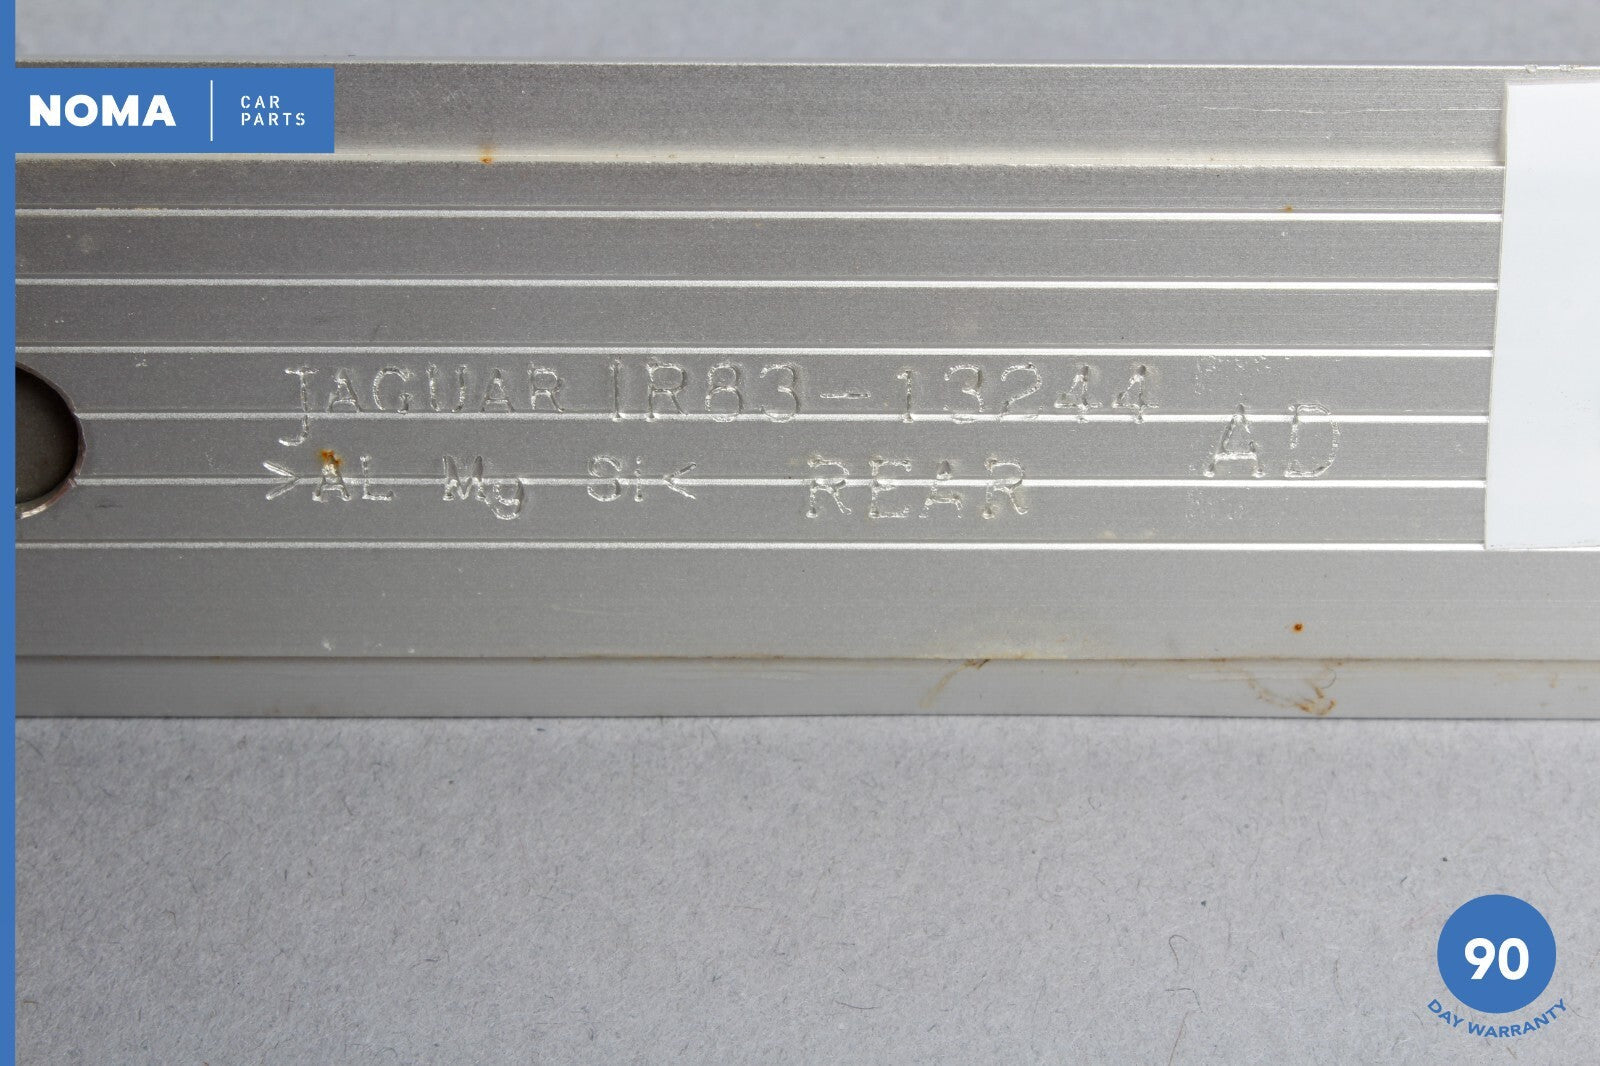 NOMA
CAR
PARTS
JAGUAR 1R83-13244
AD
>AL Mg Si< REAR
90
DAY WARRANTY